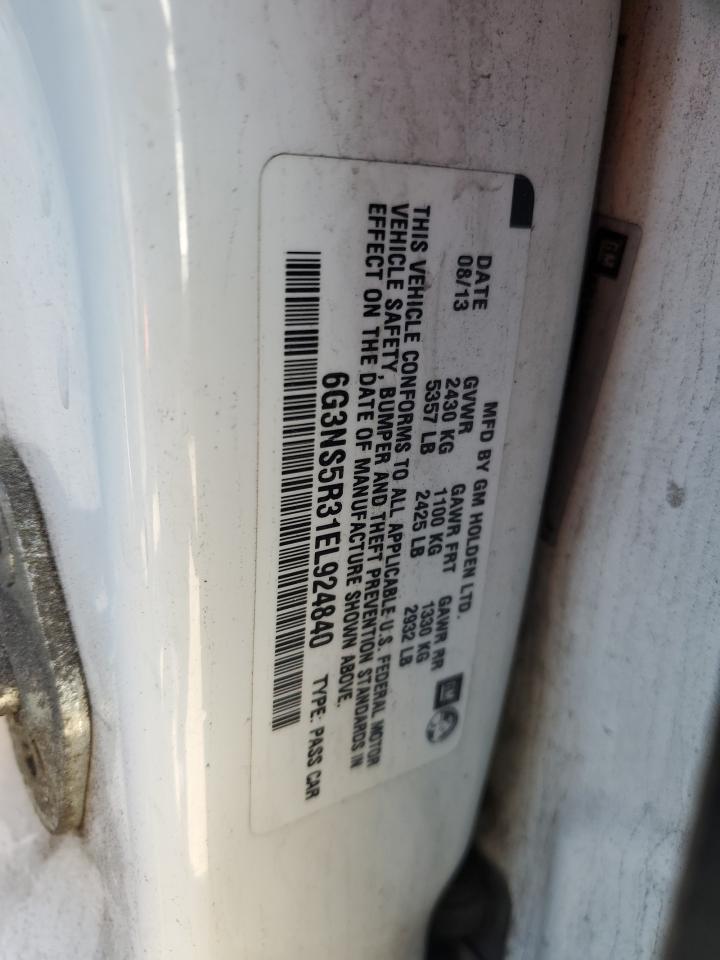 MFD BY GM HOLDEN LTD.
DATE GVWR GAWR FRT GAWR RR
08/13 2430 KG 1100 KG 1330 KG
5357 LB 2425 LB 2932 LB
THIS VEHICLE CONFORMS TO ALL APPLICABLE U.S. FEDERAL MOTOR
VEHICLE SAFETY, BUMPER AND THEFT PREVENTION STANDARDS IN
EFFECT ON THE DATE OF MANUFACTURE SHOWN ABOVE.
6G3NS5R31EL924840 TYPE: PASS CAR
GM
GM